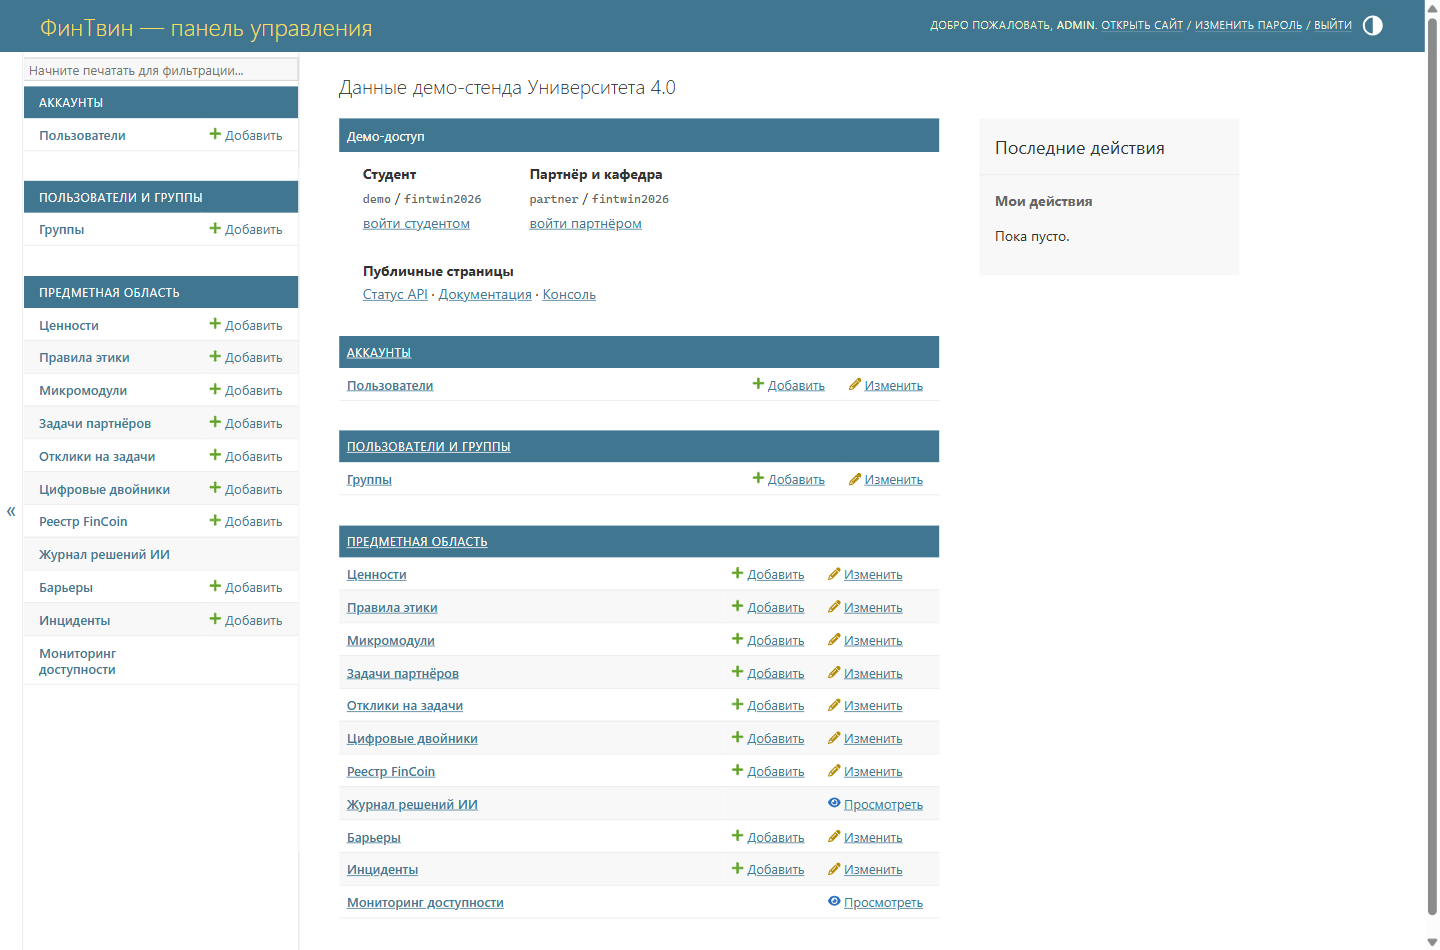 ФинТвин — панель управления
ДОБРО ПОЖАЛОВАТЬ, ADMIN. ОТКРЫТЬ САЙТ / ИЗМЕНИТЬ ПАРОЛЬ / ВЫЙТИ
Начните печатать для фильтрации...
АККАУНТЫ
Пользователи Добавить
ПОЛЬЗОВАТЕЛИ И ГРУППЫ
Группы Добавить
ПРЕДМЕТНАЯ ОБЛАСТЬ
Ценности Добавить
Правила этики Добавить
Микромодули Добавить
Задачи партнёров Добавить
Отклики на задачи Добавить
Цифровые двойники Добавить
Реестр FinCoin Добавить
Журнал решений ИИ
Барьеры Добавить
Инциденты Добавить
Мониторинг
доступности
«
Данные демо-стенда Университета 4.0
Демо-доступ
Студент
demo / fintwin2026
войти студентом
Партнёр и кафедра
partner / fintwin2026
войти партнёром
Публичные страницы
Статус API · Документация · Консоль
АККАУНТЫ
Пользователи Добавить Изменить
ПОЛЬЗОВАТЕЛИ И ГРУППЫ
Группы Добавить Изменить
ПРЕДМЕТНАЯ ОБЛАСТЬ
Ценности Добавить Изменить
Правила этики Добавить Изменить
Микромодули Добавить Изменить
Задачи партнёров Добавить Изменить
Отклики на задачи Добавить Изменить
Цифровые двойники Добавить Изменить
Реестр FinCoin Добавить Изменить
Журнал решений ИИ Просмотреть
Барьеры Добавить Изменить
Инциденты Добавить Изменить
Мониторинг доступности Просмотреть
Последние действия
Мои действия
Пока пусто.